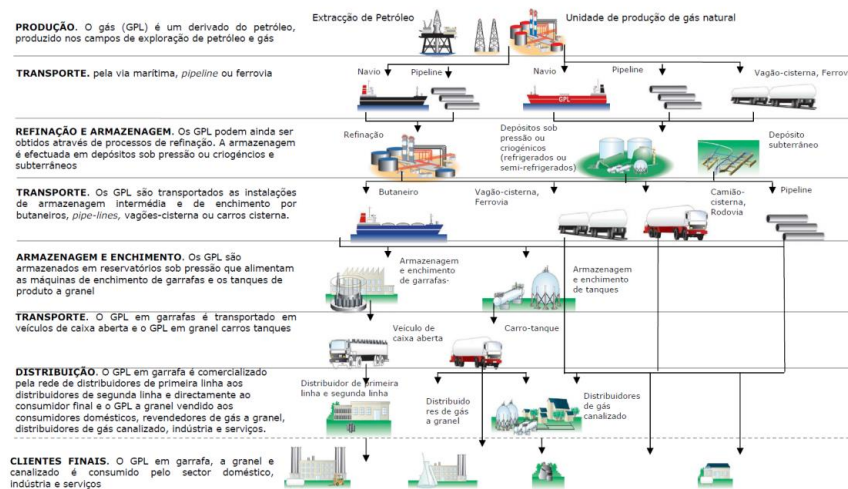 Extracção de Petróleo
Unidade de produção de gás natural
PRODUÇÃO. O gás (GPL) é um derivado do petróleo,
produzido nos campos de exploração de petróleo e gás
TRANSPORTE. pela via marítima, pipeline ou ferrovia
Navio
Pipeline
Navio
Pipeline
Vagão-cisterna, Ferrov
GPL
REFINAÇÃO E ARMAZENAGEM. Os GPL podem ainda ser
obtidos através de processos de refinação. A armazenagem
é efectuada em depósitos sob pressão ou criogéncios e
subterrâneos
Refinação
Depósitos sob
pressão ou
criogénicos
(refrigerados ou
semi-refrigerados)
Depósito
subterrâneo
TRANSPORTE. Os GPL são transportados as instalações
de armazenagem intermédia e de enchimento por
butaneiros, pipe-lines, vagões-cisterna ou carros cisterna.
Butaneiro
Vagão-cisterna,
Ferrovia
Camião-
cisterna,
Rodovia
Pipeline
ARMAZENAGEM E ENCHIMENTO. Os GPL são
armazenados em reservatórios sob pressão que alimentam
as máquinas de enchimento de garrafas e os tanques de
produto a granel
Armazenagem
e enchimento
de garrafas-
Armazenagem
e enchimento
de tanques
TRANSPORTE. O GPL em garrafas é transportado em
veículos de caixa aberta e o GPL em granel carros tanques
Veículo de
caixa aberta
Carro-tanque
DISTRIBUIÇÃO. O GPL em garrafa é comercializado
pela rede de distribuidores de primeira linha aos
distribuidores de segunda linha e directamente ao
consumidor final e o GPL a granel vendido aos
consumidores domésticos, revendedores de gás a granel,
distribuidores de gás canalizado, indústria e serviços.
Distribuidor de primeira
linha e segunda linha
Distribuido
res de gás
a granel
Distribuidores
de gás
canalizado
CLIENTES FINAIS. O GPL em garrafa, a granel e
canalizado é consumido pelo sector doméstico,
indústria e serviços